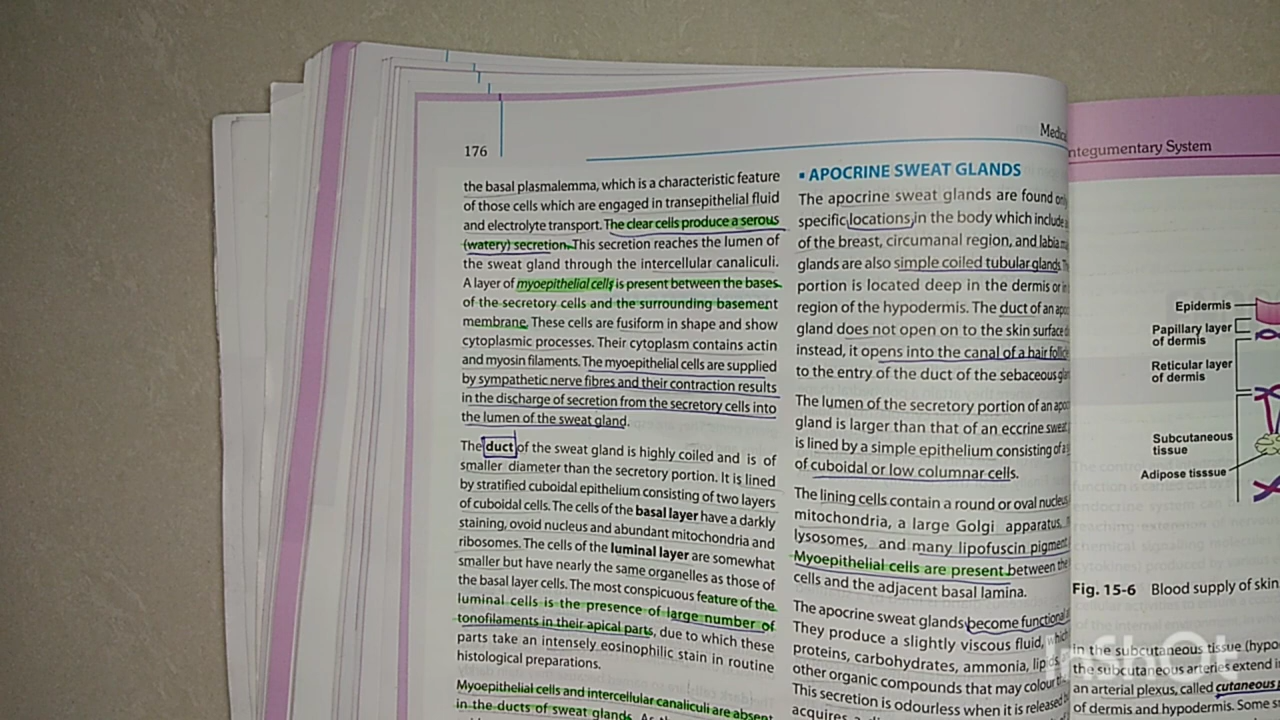 176
the basal plasmalemma, which is a characteristic feature
of those cells which are engaged in transepithelial fluid
and electrolyte transport. The clear cells produce a serous
(watery) secretion. This secretion reaches the lumen of
the sweat gland through the intercellular canaliculi.
A layer of myoepithelial cells is present between the bases
of the secretory cells and the surrounding basement
membrane. These cells are fusiform in shape and show
cytoplasmic processes. Their cytoplasm contains actin
and myosin filaments. The myoepithelial cells are supplied
by sympathetic nerve fibres and their contraction results
in the discharge of secretion from the secretory cells into
the lumen of the sweat gland.
The duct of the sweat gland is highly coiled and is of
smaller diameter than the secretory portion. It is lined
by stratified cuboidal epithelium consisting of two layers
of cuboidal cells. The cells of the basal layer have a darkly
staining, ovoid nucleus and abundant mitochondria and
ribosomes. The cells of the luminal layer are somewhat
smaller but have nearly the same organelles as those of
the basal layer cells. The most conspicuous feature of the
luminal cells is the presence of large number of
tonofilaments in their apical parts, due to which these
parts take an intensely eosinophilic stain in routine
histological preparations.
Myoepithelial cells and intercellular canaliculi are absent
in the ducts of sweat glands.
▪ APOCRINE SWEAT GLANDS
The apocrine sweat glands are found
specific locations in the body which include
of the breast, circumanal region, and labia
glands are also simple coiled tubular glands.
portion is located deep in the dermis or
region of the hypodermis. The duct of an
gland does not open on to the skin surface
instead, it opens into the canal of a hair
to the entry of the duct of the sebaceous
The lumen of the secretory portion of an
gland is larger than that of an eccrine sweat
is lined by a simple epithelium consisting of
of cuboidal or low columnar cells.
The lining cells contain a round or oval nucleus,
mitochondria, a large Golgi apparatus,
lysosomes, and many lipofuscin pigment
Myoepithelial cells are present between the
cells and the adjacent basal lamina.
The apocrine sweat glands become functional
They produce a slightly viscous fluid,
proteins, carbohydrates, ammonia,
other organic compounds that may colour
This secretion is odourless when it is released
acquires a
ntegumentary System
Epidermis
Papillary layer
of dermis
Reticular layer
of dermis
Subcutaneous
tissue
Adipose tisssue
Fig. 15-6 Blood supply of skin
in the subcutaneous tissue
the subcutaneous arteries extend
an arterial plexus, called cutaneous
of dermis and hypodermis. Some
InShOt